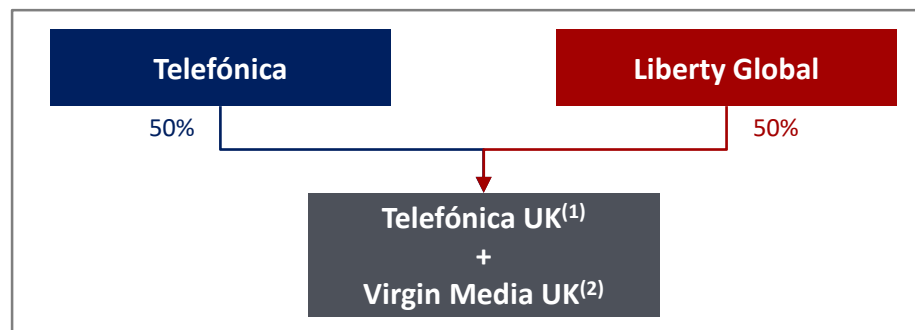 Telefónica
Liberty Global
50%
50%
Telefónica UK(1)
+
Virgin Media UK(2)